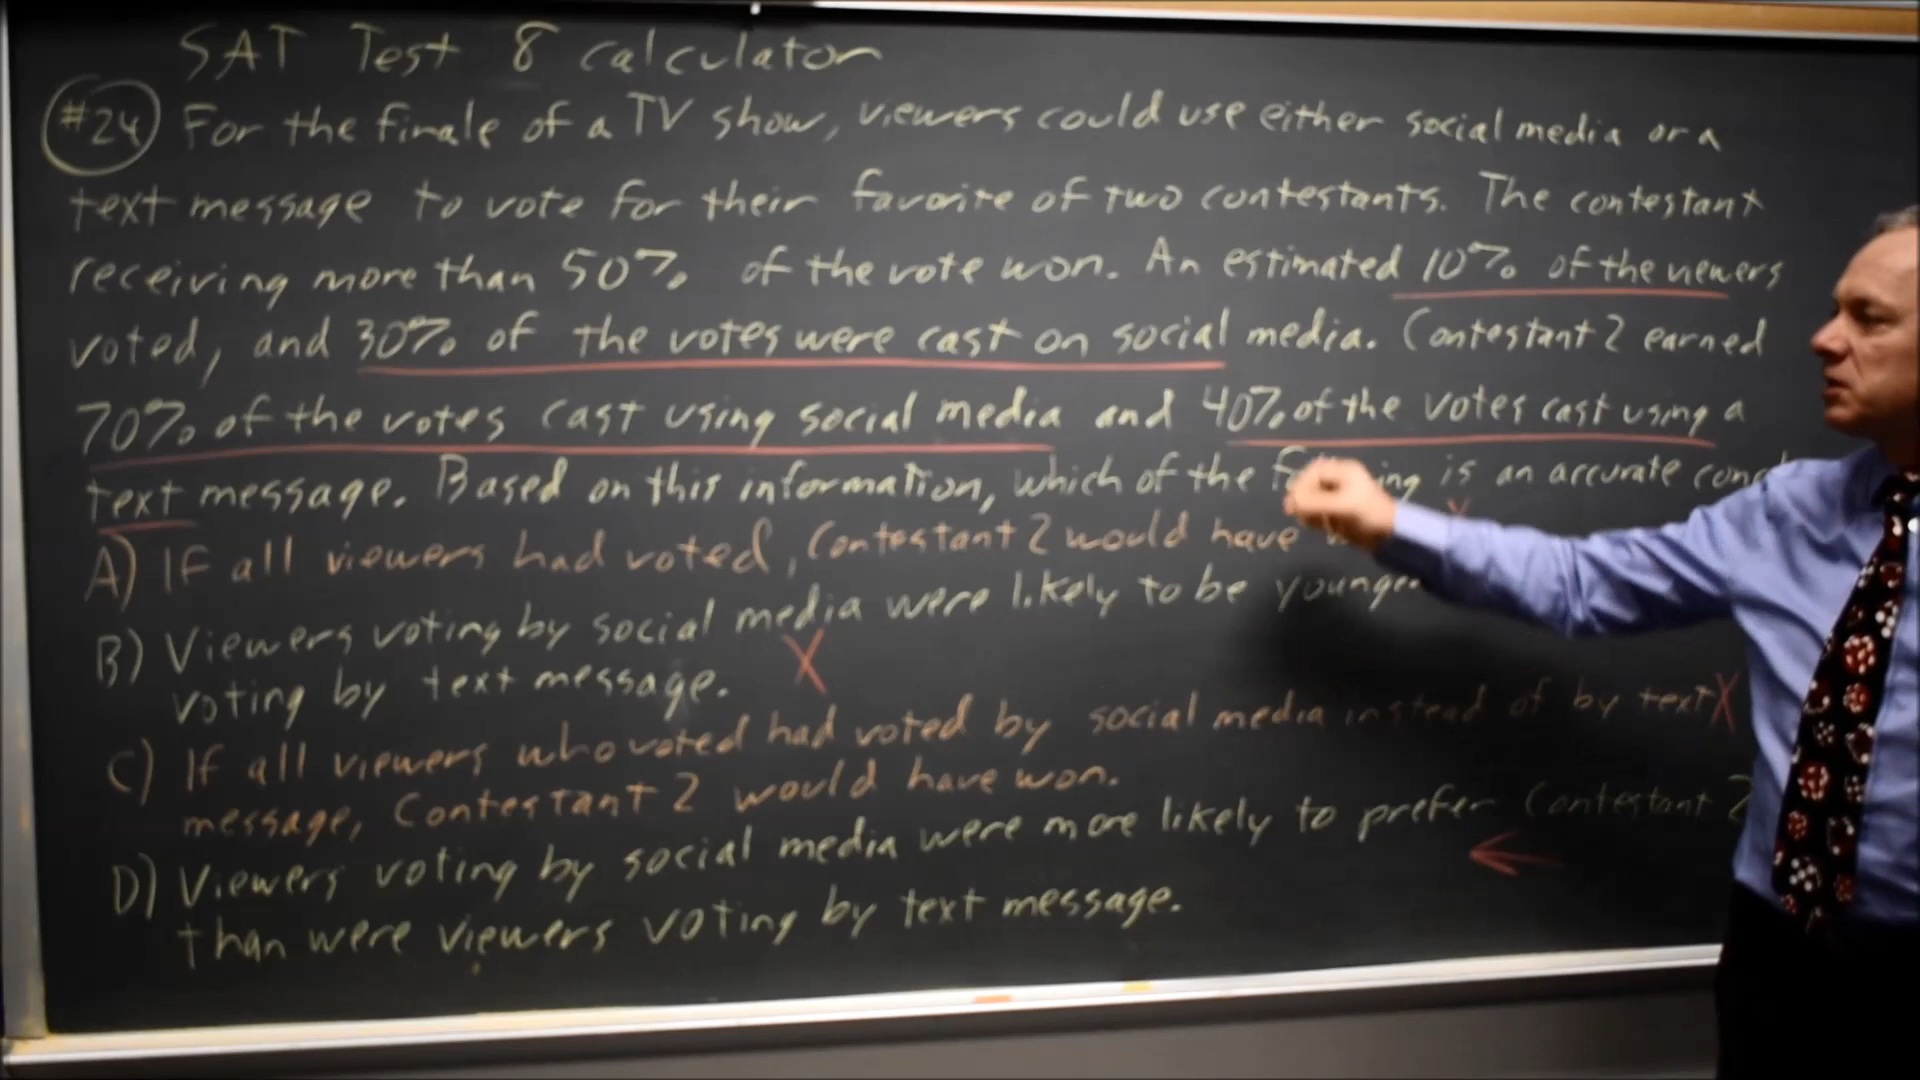 SAT Test 8 calculator
#24 For the finale of a TV show, viewers could use either social media or a
text message to vote for their favorite of two contestants. The contestant
receiving more than 50% of the vote won. An estimated 10% of the viewers
voted, and 30% of the votes were cast on social media. Contestant 2 earned
70% of the votes cast using social media and 40% of the votes cast using a
text message. Based on this information, which of the is an accurate
A) If all viewers had voted, Contestant 2 would have
B) Viewers voting by social media were likely to be younger
voting by text message. X
C) If all viewers who voted had voted by social media instead of by text X
message, Contestant 2 would have won.
D) Viewers voting by social media were more likely to prefer Contestant 2
than were viewers voting by text message.